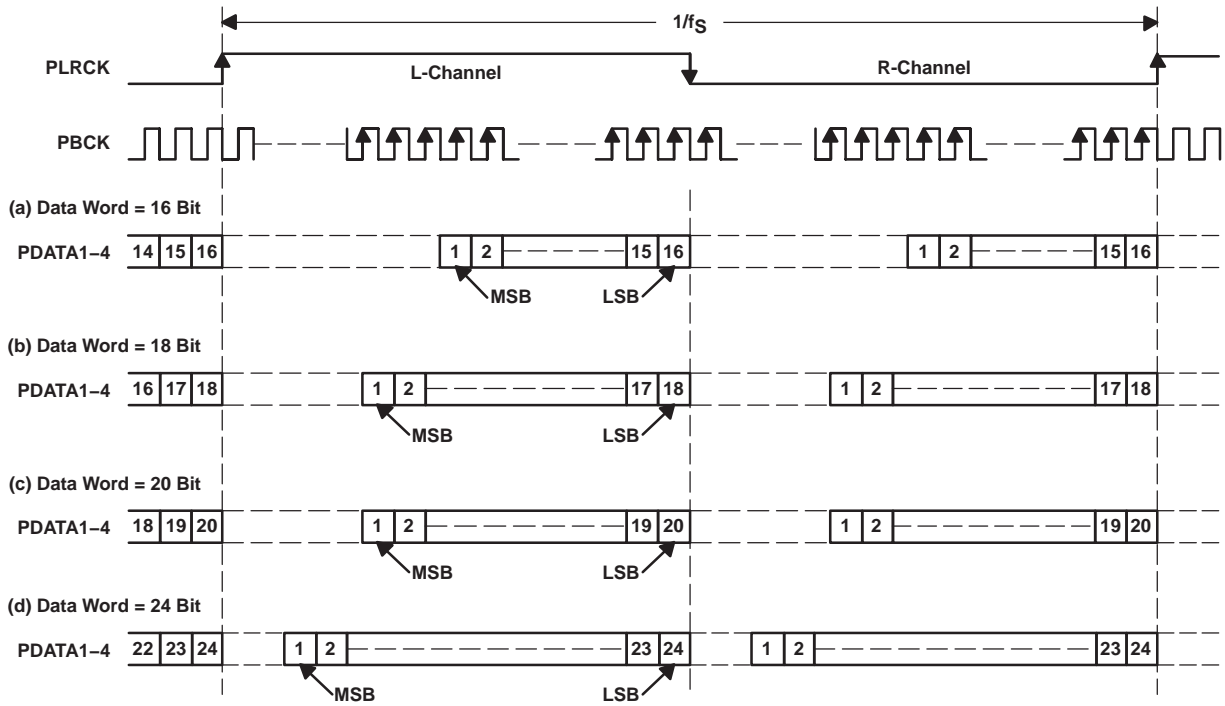 1/fS
PLRCK
L-Channel
R-Channel
PBCK
(a) Data Word = 16 Bit
PDATA1–4 14 15 16 1 2 15 16 1 2 15 16
MSB LSB
(b) Data Word = 18 Bit
PDATA1–4 16 17 18 1 2 17 18 1 2 17 18
MSB LSB
(c) Data Word = 20 Bit
PDATA1–4 18 19 20 1 2 19 20 1 2 19 20
MSB LSB
(d) Data Word = 24 Bit
PDATA1–4 22 23 24 1 2 23 24 1 2 23 24
MSB LSB